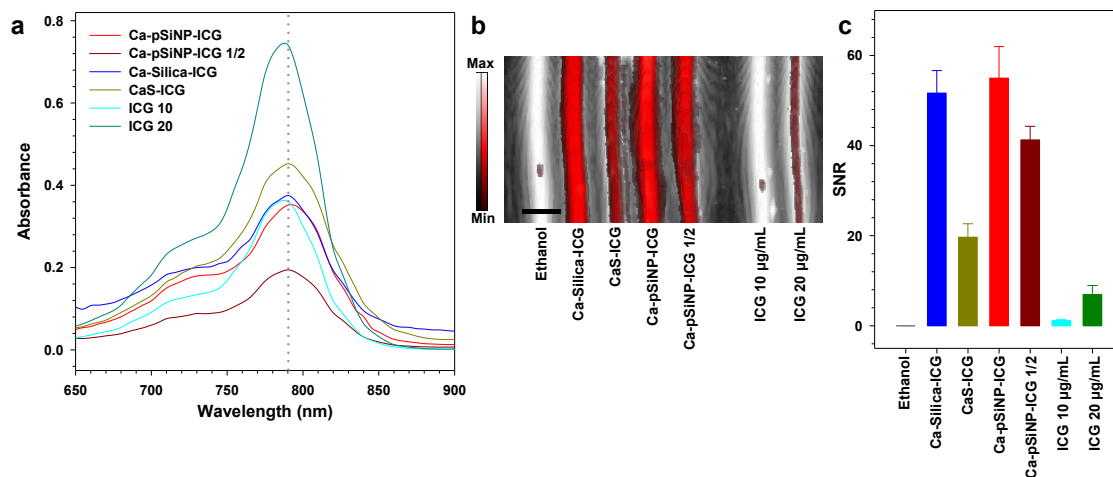 a
0.8
0.6
0.4
0.2
0.0
Absorbance
Ca-pSiNP-ICG
Ca-pSiNP-ICG 1/2
Ca-Silica-ICG
CaS-ICG
ICG 10
ICG 20
650
700
750
800
850
900
Wavelength (nm)
b
Max
Min
Ethanol
Ca-Silica-ICG
CaS-ICG
Ca-pSiNP-ICG
Ca-pSiNP-ICG 1/2
ICG 10 µg/mL
ICG 20 µg/mL
c
60
40
20
0
SNR
Ethanol
Ca-Silica-ICG
CaS-ICG
Ca-pSiNP-ICG
Ca-pSiNP-ICG 1/2
ICG 10 µg/mL
ICG 20 µg/mL